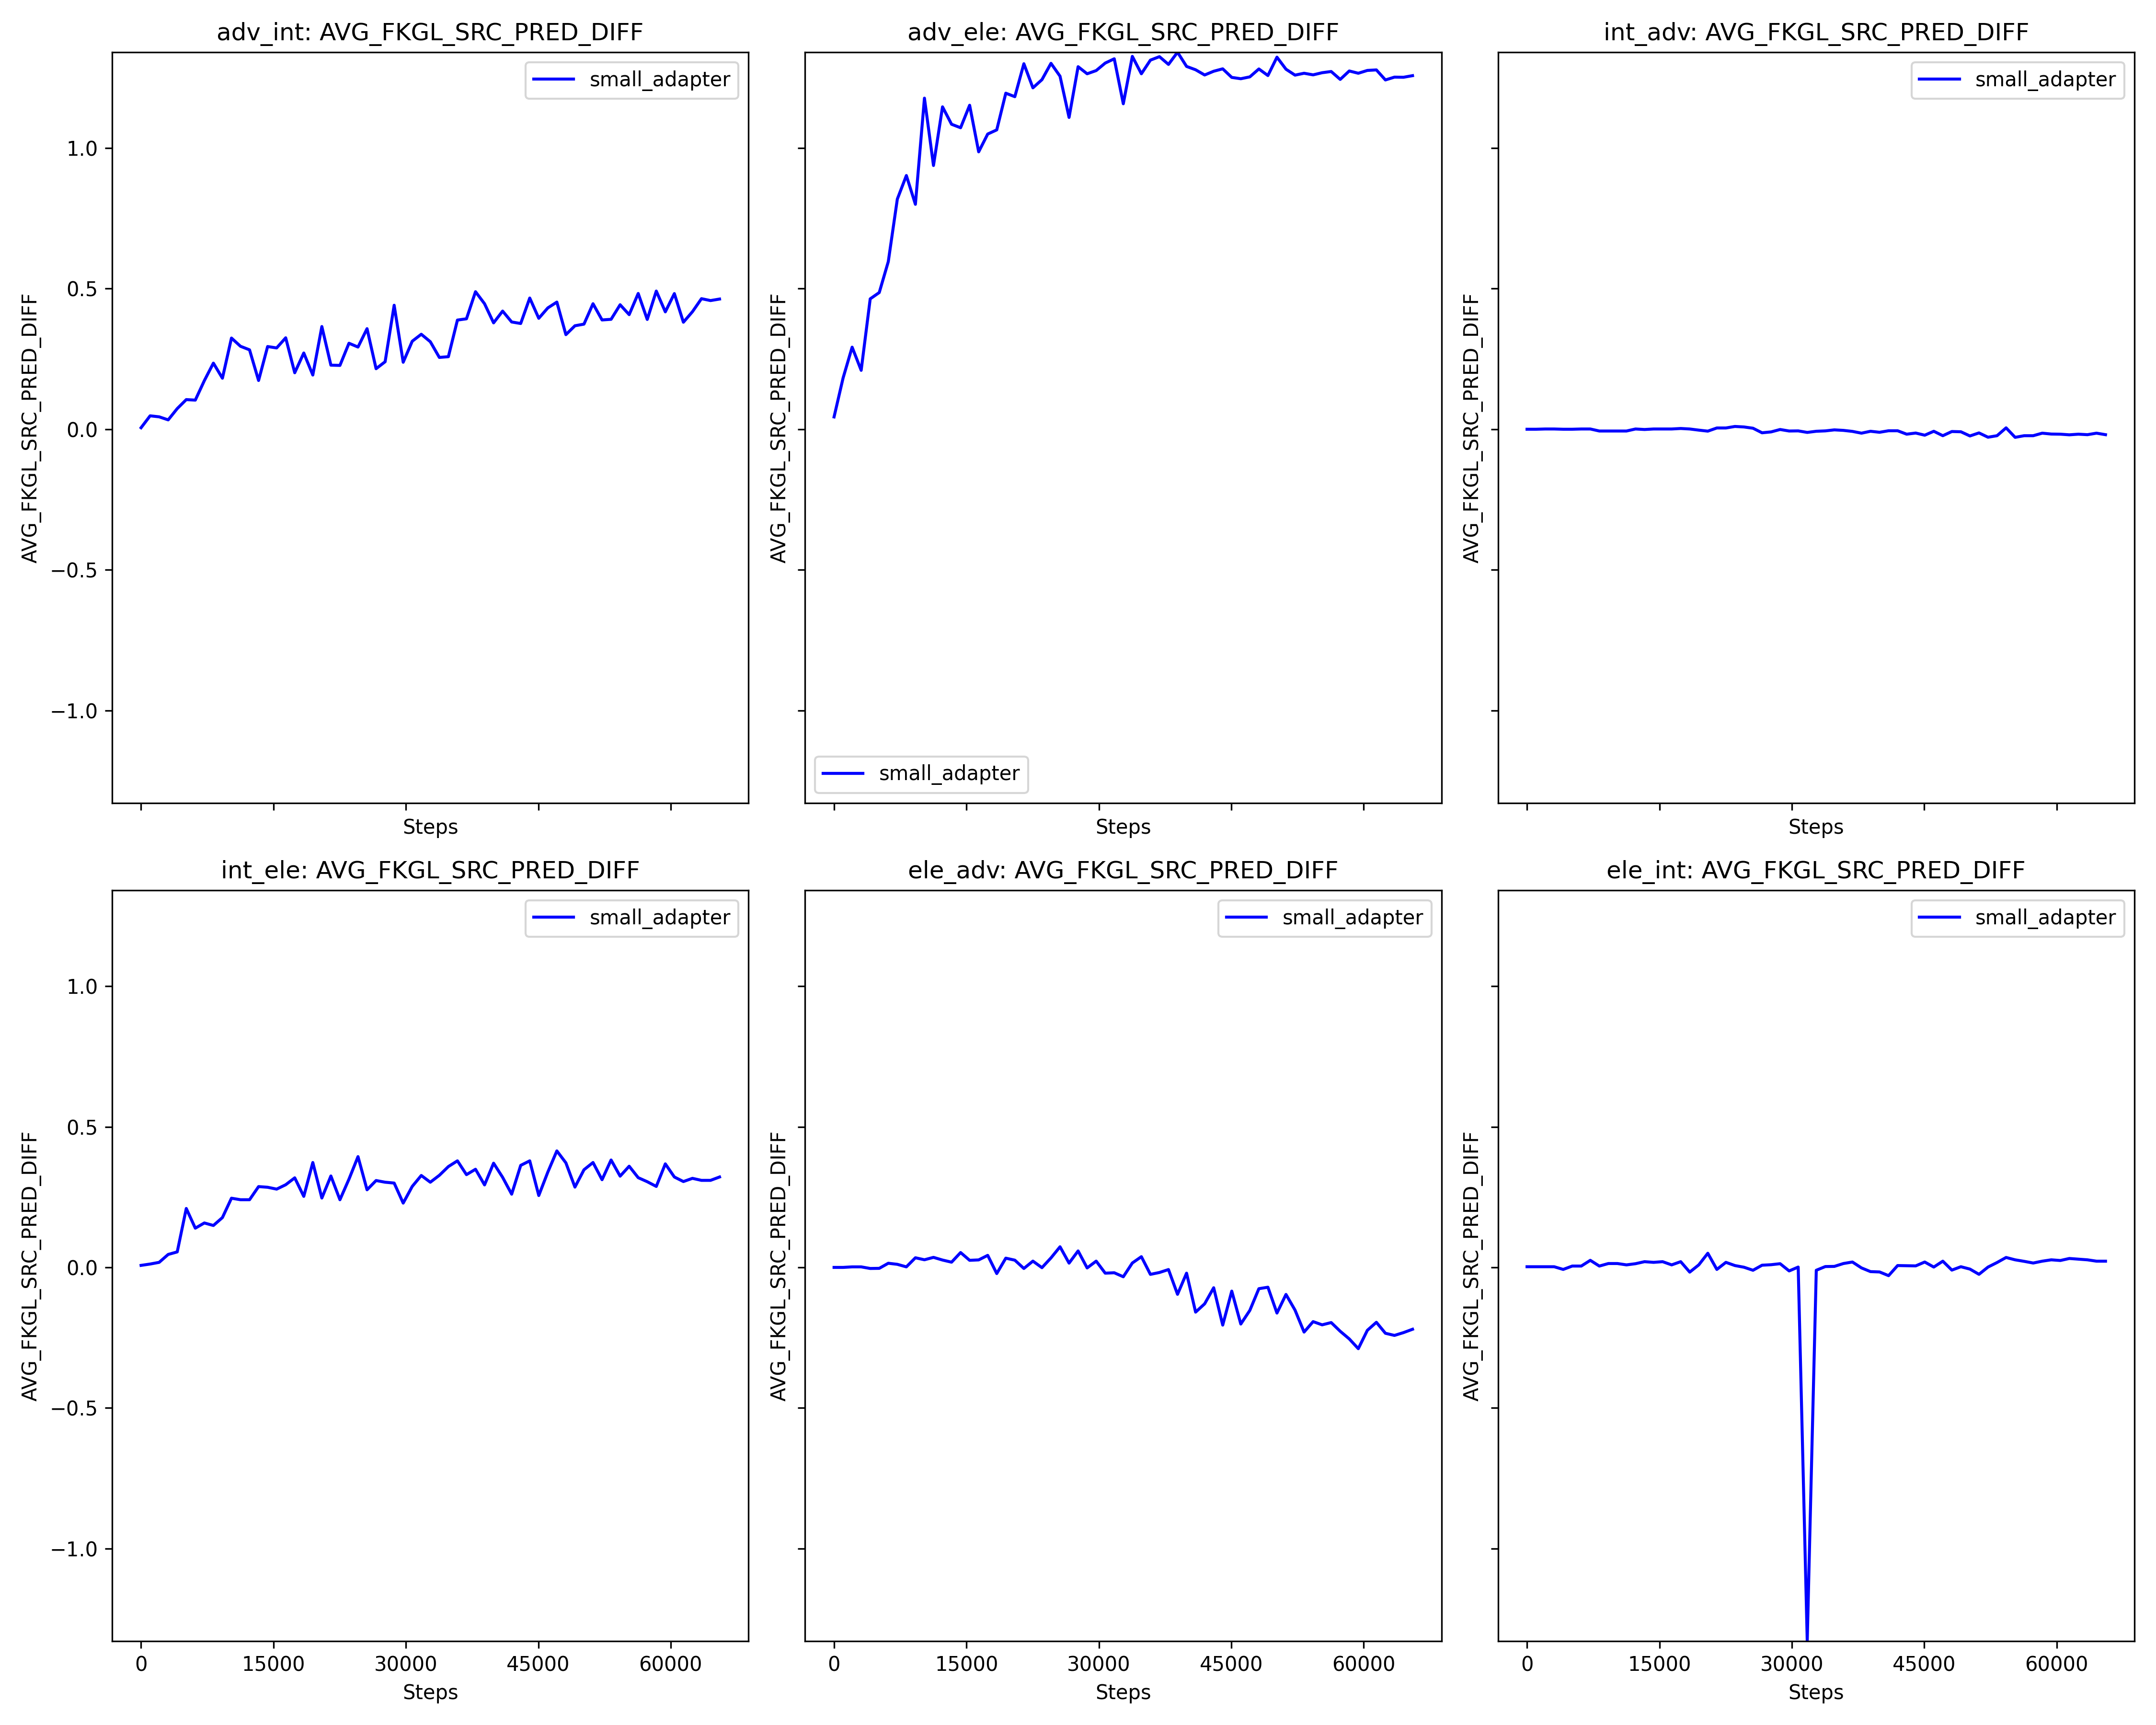 adv_int: AVG_FKGL_SRC_PRED_DIFF
adv_ele: AVG_FKGL_SRC_PRED_DIFF
int_adv: AVG_FKGL_SRC_PRED_DIFF
small_adapter
small_adapter
small_adapter
1.0
0.5
0.0
−0.5
−1.0
AVG_FKGL_SRC_PRED_DIFF
AVG_FKGL_SRC_PRED_DIFF
AVG_FKGL_SRC_PRED_DIFF
Steps
Steps
Steps
int_ele: AVG_FKGL_SRC_PRED_DIFF
ele_adv: AVG_FKGL_SRC_PRED_DIFF
ele_int: AVG_FKGL_SRC_PRED_DIFF
small_adapter
small_adapter
small_adapter
1.0
0.5
0.0
−0.5
−1.0
AVG_FKGL_SRC_PRED_DIFF
AVG_FKGL_SRC_PRED_DIFF
AVG_FKGL_SRC_PRED_DIFF
0 15000 30000 45000 60000
0 15000 30000 45000 60000
0 15000 30000 45000 60000
Steps
Steps
Steps